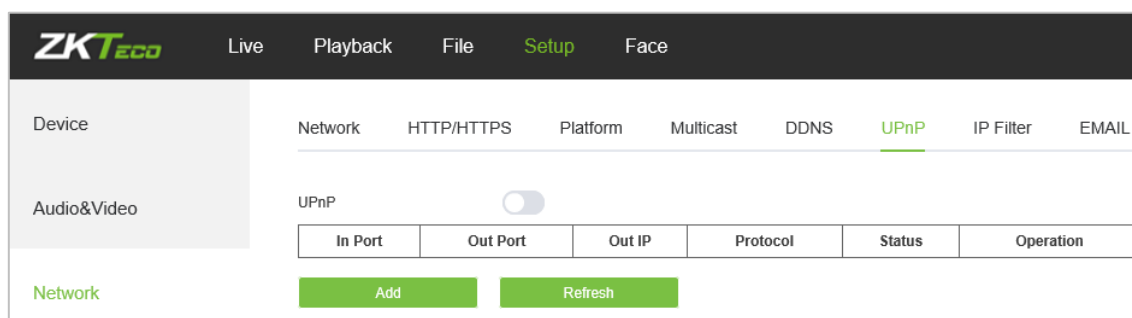 ZKTECO Live Playback File Setup Face
Device
Network HTTP/HTTPS Platform Multicast DDNS UPnP IP Filter EMAIL
Audio&Video
UPnP
In Port Out Port Out IP Protocol Status Operation
Network
Add Refresh